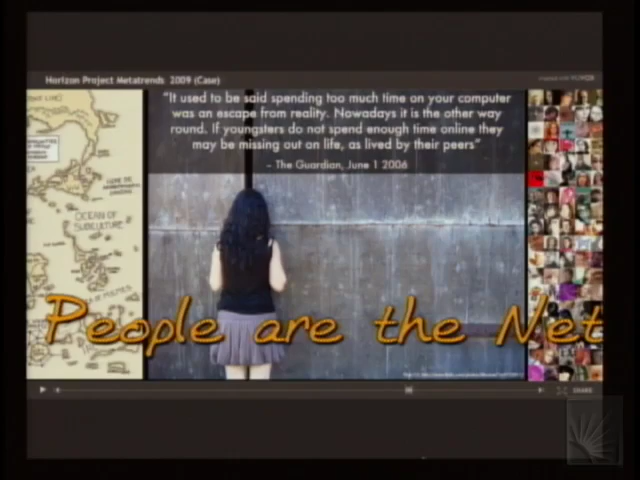 Horizon Project Metatrends 2009 (Case)
"It used to be said spending too much time on your computer
was an escape from reality. Nowadays it is the other way
round. If youngsters do not spend enough time online they
may be missing out on life, as lived by their peers"
– The Guardian, June 1 2006
OCEAN OF
SUBCULTURE
People are the Net
SHARE